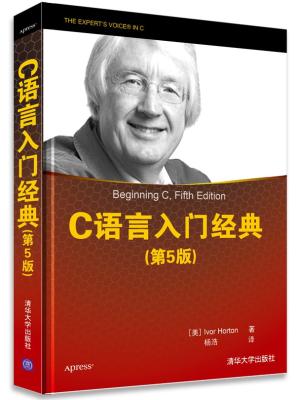 Apress®
C语言入门经典
(第5版)
清华大学出版社
THE EXPERT'S VOICE® IN C
Beginning C, Fifth Edition
C语言入门经典
(第5版)
[美] Ivor Horton 著
杨浩 译
Apress®
清华大学出版社